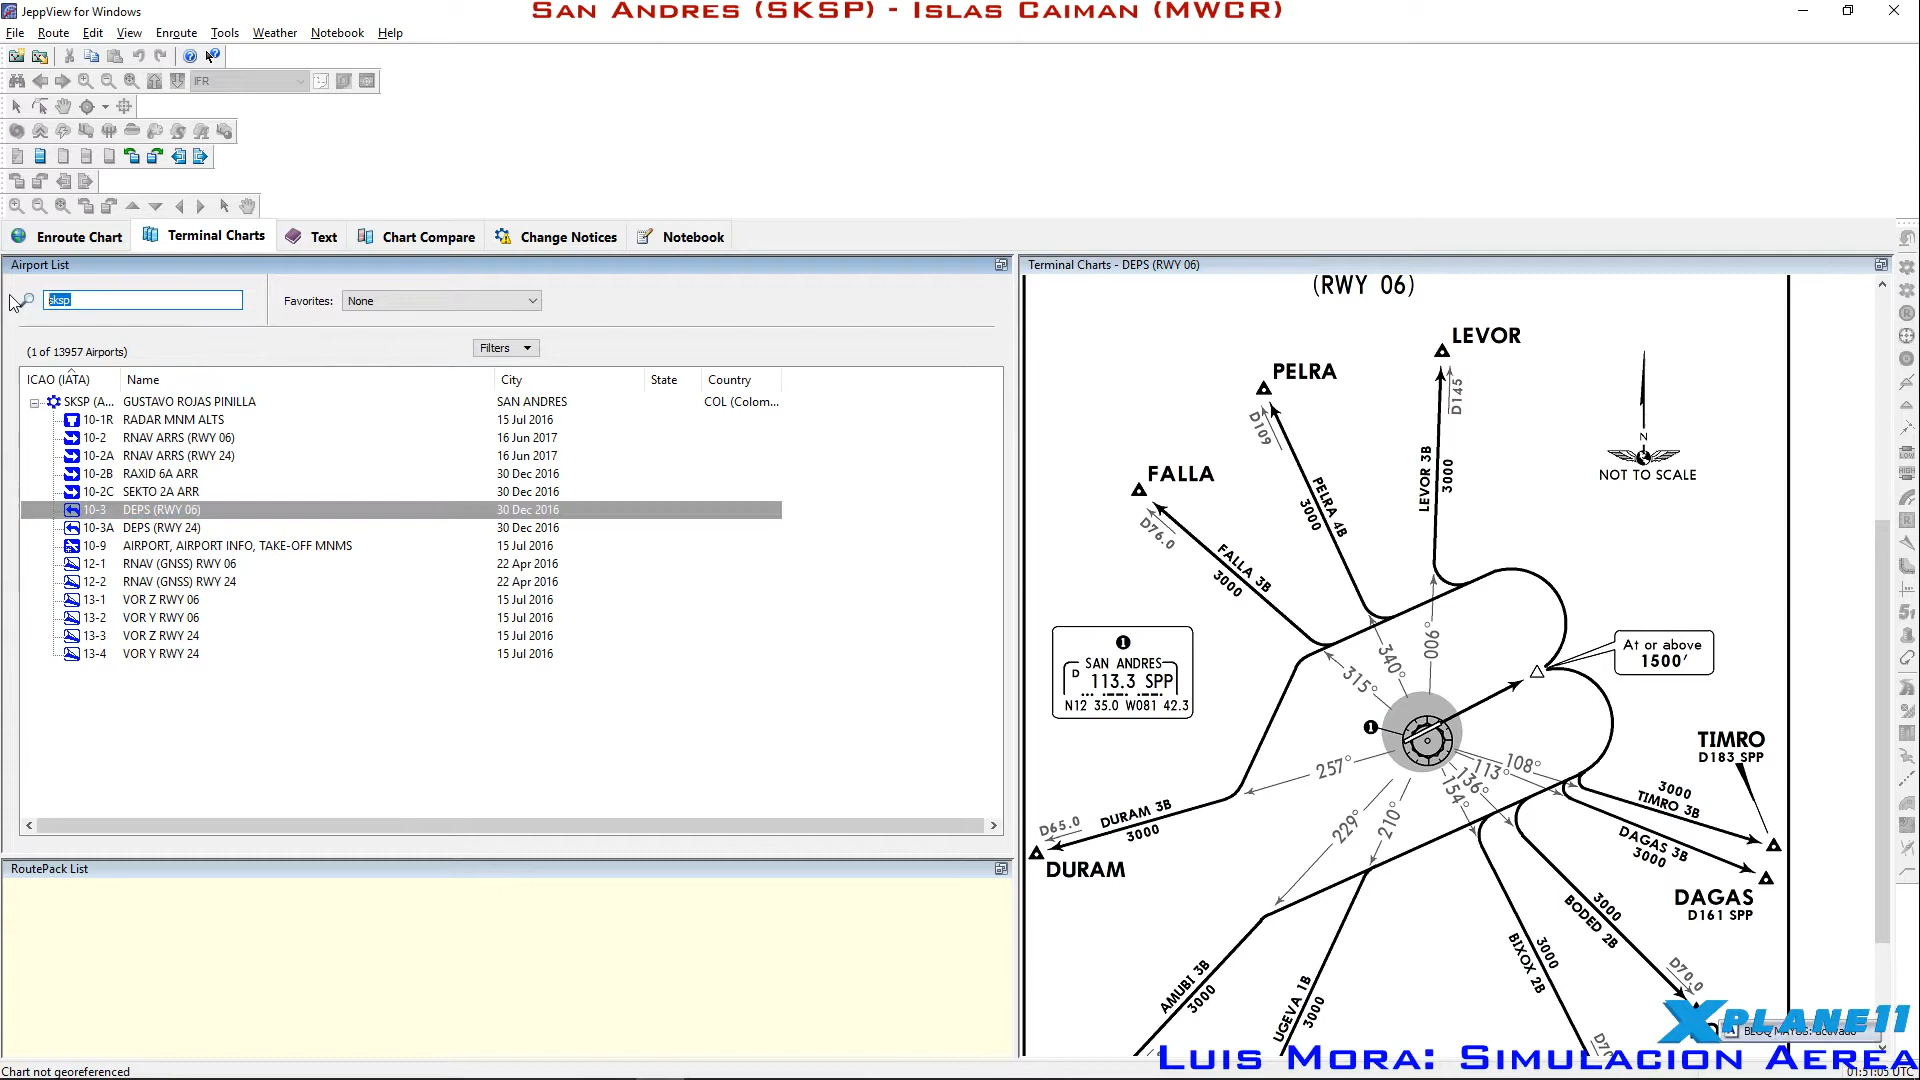 JeppView for Windows
San Andres (SKSP) - Islas Caiman (MWCR)
File Route Edit View Enroute Tools Weather Notebook Help
IFR
Enroute Chart Terminal Charts Text Chart Compare Change Notices Notebook
Airport List
sksp
Favorites: None
(1 of 13957 Airports)
Filters
ICAO (IATA) Name City State Country
SKSP (A... GUSTAVO ROJAS PINILLA SAN ANDRES COL (Colom...
10-1R RADAR MNM ALTS 15 Jul 2016
10-2 RNAV ARRS (RWY 06) 16 Jun 2017
10-2A RNAV ARRS (RWY 24) 16 Jun 2017
10-2B RAXID 6A ARR 30 Dec 2016
10-2C SEKTO 2A ARR 30 Dec 2016
10-3 DEPS (RWY 06) 30 Dec 2016
10-3A DEPS (RWY 24) 30 Dec 2016
10-9 AIRPORT, AIRPORT INFO, TAKE-OFF MNMS 15 Jul 2016
12-1 RNAV (GNSS) RWY 06 22 Apr 2016
12-2 RNAV (GNSS) RWY 24 22 Apr 2016
13-1 VOR Z RWY 06 15 Jul 2016
13-2 VOR Y RWY 06 15 Jul 2016
13-3 VOR Z RWY 24 15 Jul 2016
13-4 VOR Y RWY 24 15 Jul 2016
RoutePack List
Chart not georeferenced
Terminal Charts - DEPS (RWY 06)
(RWY 06)
LEVOR
PELRA
D145
D109
N
NOT TO SCALE
FALLA
D76.0
LEVOR 3B
3000
PELRA 4B
3000
FALLA 3B
3000
1
SAN ANDRES
D 113.3 SPP
N12 35.0 W081 42.3
At or above
1500'
006°
340°
315°
1
257°
229°
210°
154°
136°
113°
108°
TIMRO
D183 SPP
3000
TIMRO 3B
DAGAS 3B
3000
DAGAS
D161 SPP
D65.0
DURAM 3B
3000
DURAM
3000
BODED 2B
3000
BIXOX 2B
D70.0
AMUBI 3B
3000
UGEVA 1B
3000
XPLANE11
Luis Mora: Simulacion Aerea
01:51:05 UTC